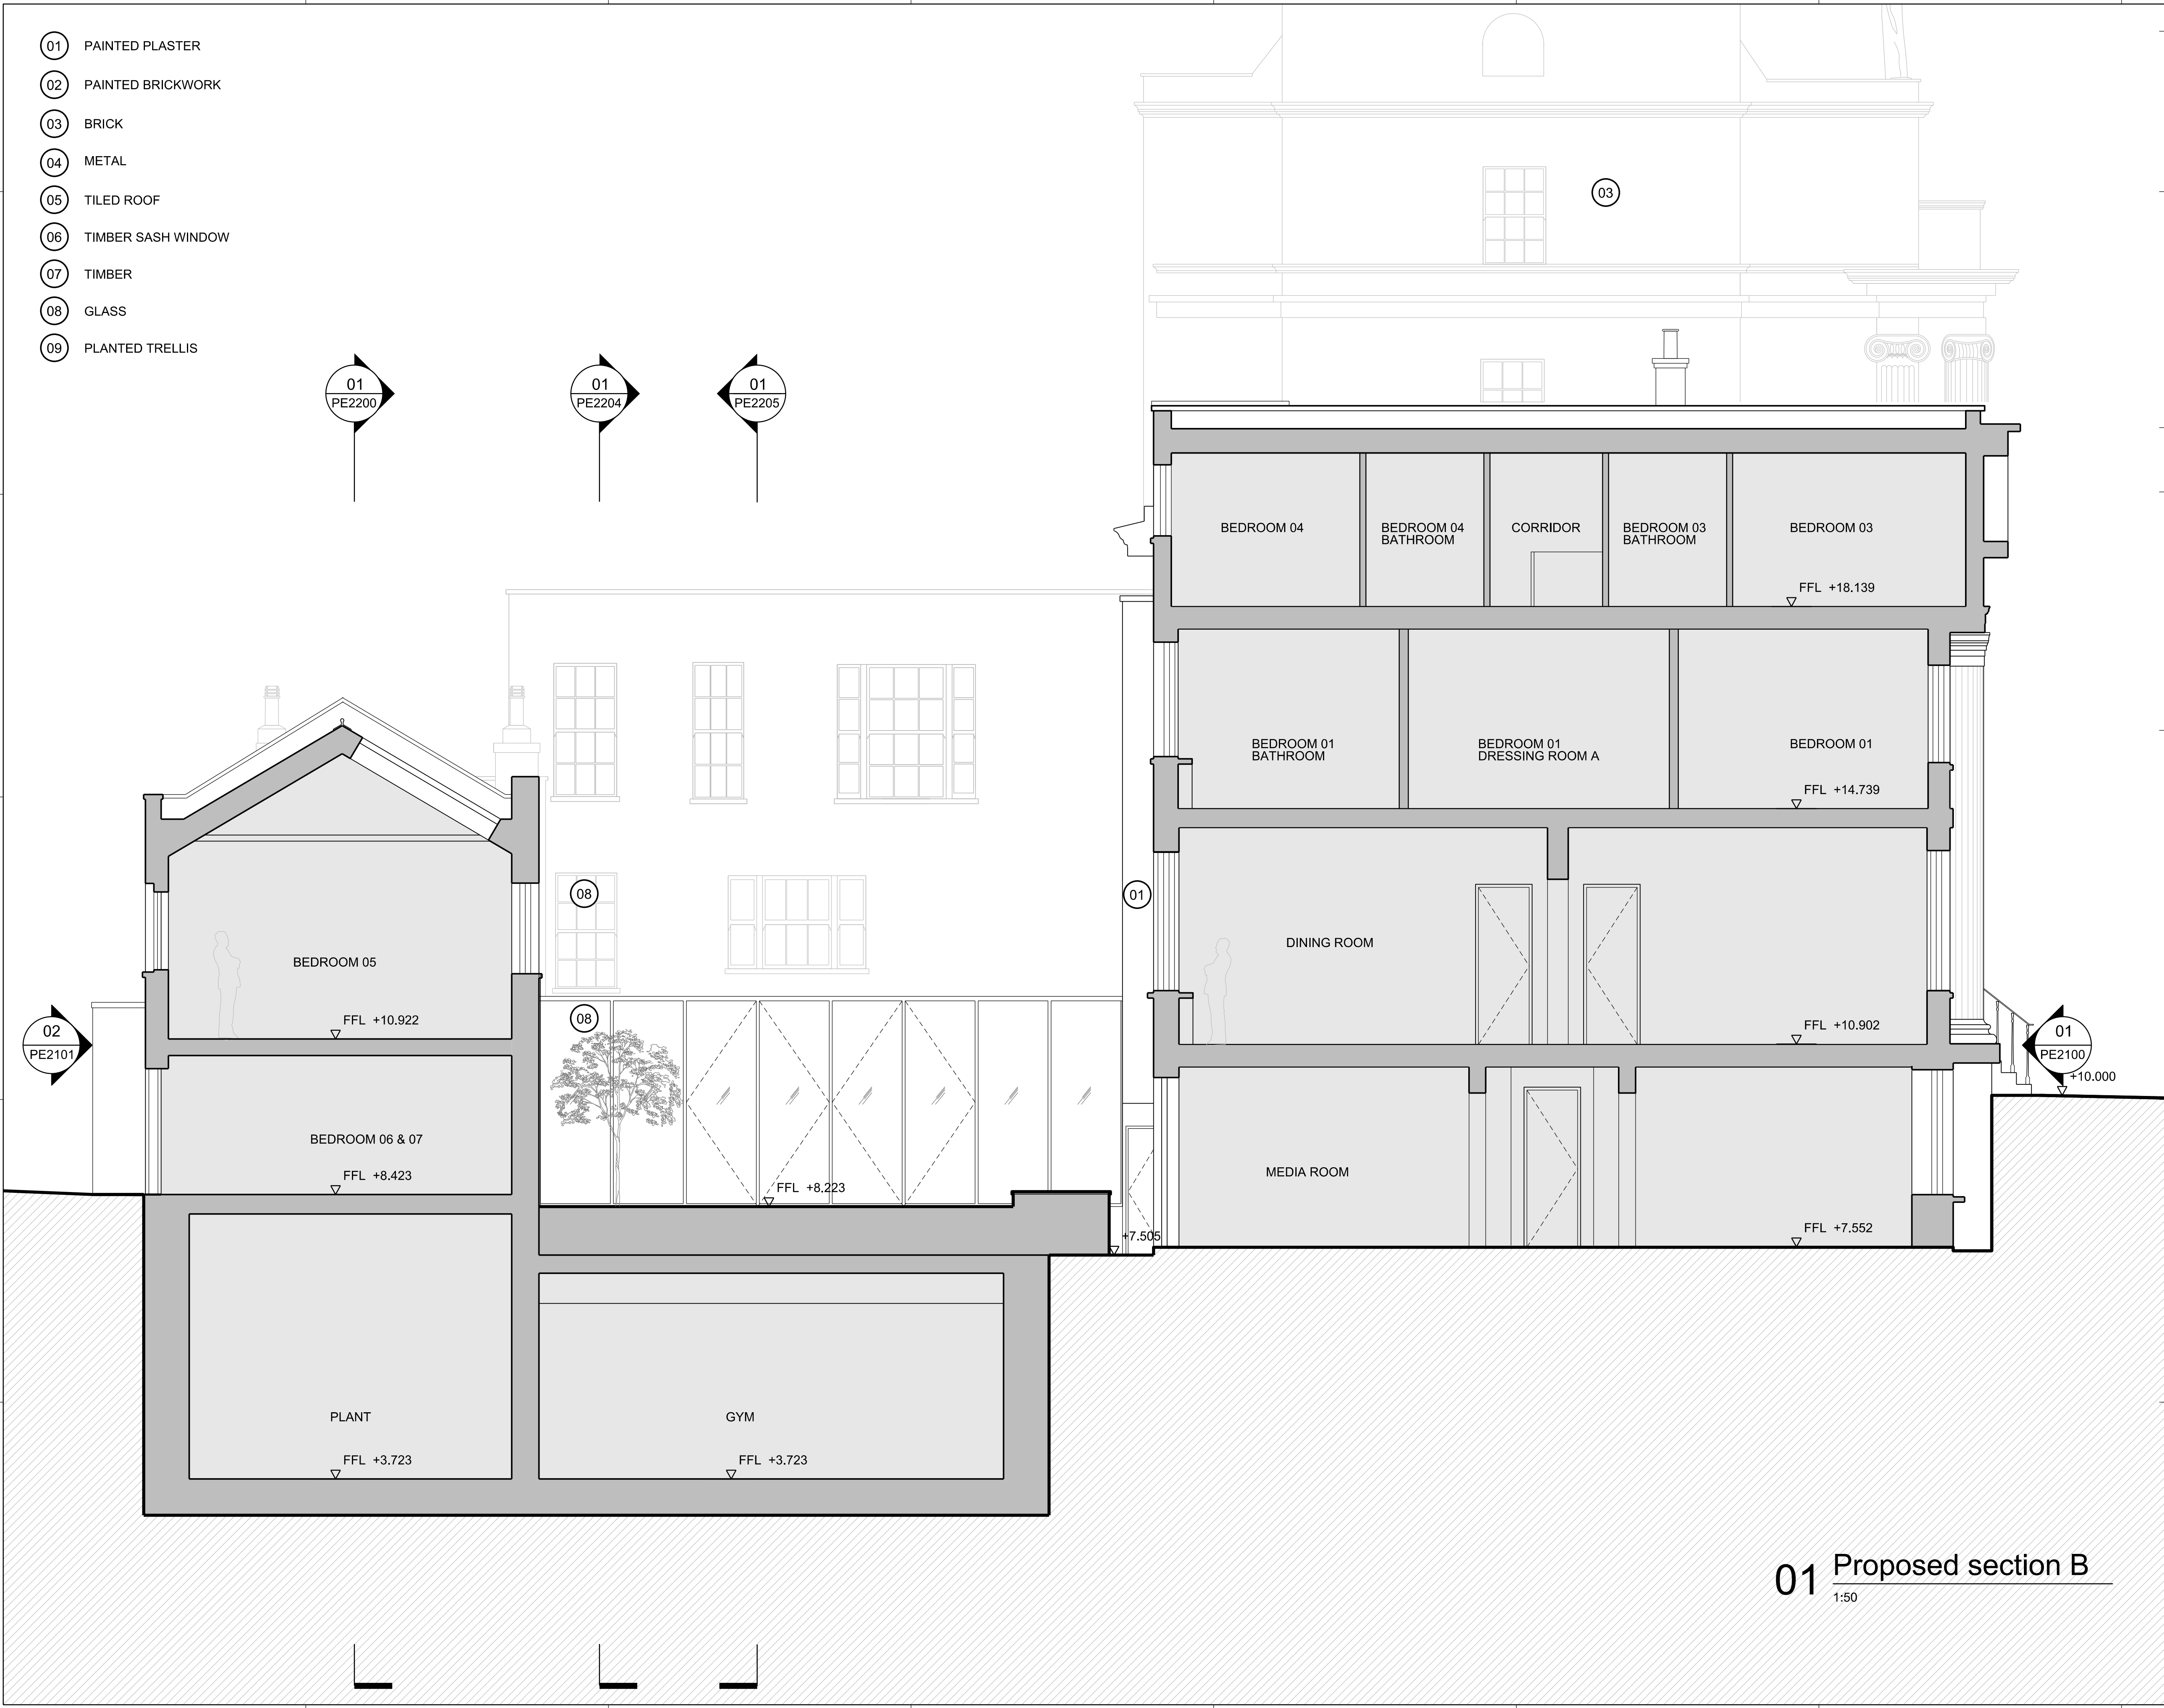 01 PAINTED PLASTER
02 PAINTED BRICKWORK
03 BRICK
04 METAL
05 TILED ROOF
06 TIMBER SASH WINDOW
07 TIMBER
08 GLASS
09 PLANTED TRELLIS
03
01
PE2200
01
PE2204
01
PE2205
BEDROOM 04
BEDROOM 04
BATHROOM
CORRIDOR
BEDROOM 03
BATHROOM
BEDROOM 03
FFL +18.139
BEDROOM 01
BATHROOM
BEDROOM 01
DRESSING ROOM A
BEDROOM 01
FFL +14.739
08
01
DINING ROOM
BEDROOM 05
FFL +10.922
08
FFL +10.902
02
PE2101
01
PE2100
+10.000
BEDROOM 06 & 07
FFL +8.423
FFL +8.223
MEDIA ROOM
FFL +7.552
+7.505
PLANT
FFL +3.723
GYM
FFL +3.723
01 Proposed section B
1:50